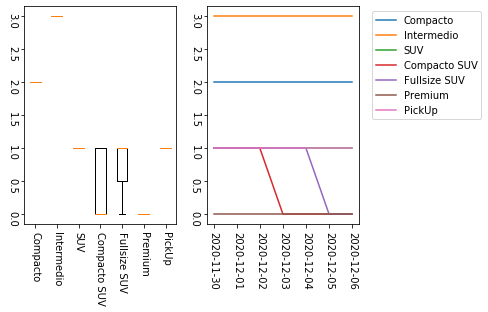 3.0
2.5
2.0
1.5
1.0
0.5
0.0
Compacto
Intermedio
SUV
Compacto SUV
Fullsize SUV
Premium
PickUp
3.0
2.5
2.0
1.5
1.0
0.5
0.0
2020-11-30
2020-12-01
2020-12-02
2020-12-03
2020-12-04
2020-12-05
2020-12-06
Compacto
Intermedio
SUV
Compacto SUV
Fullsize SUV
Premium
PickUp